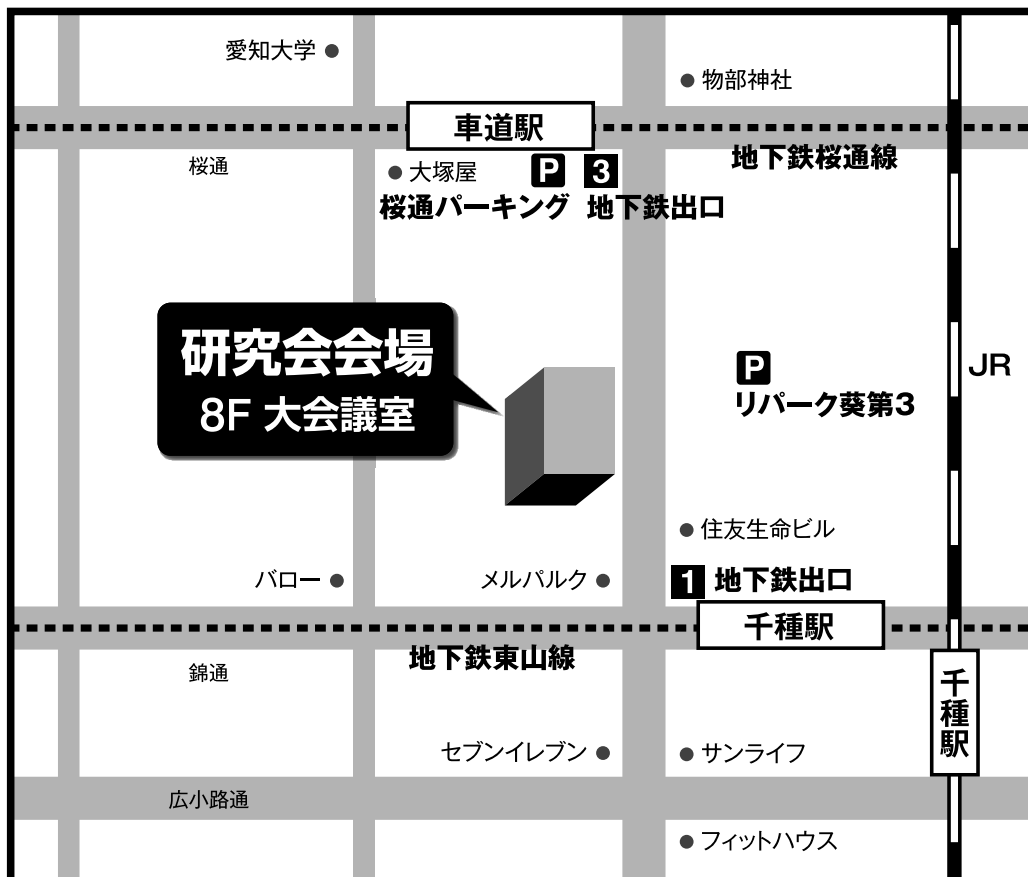 愛知大学
物部神社
車道駅
桜通
地下鉄桜通線
大塚屋
P
3
桜通パーキング
地下鉄出口
研究会会場
8F 大会議室
P
リパーク葵第3
JR
住友生命ビル
バロー
メルパルク
1 地下鉄出口
千種駅
地下鉄東山線
錦通
千種駅
セブンイレブン
サンライフ
広小路通
フィットハウス